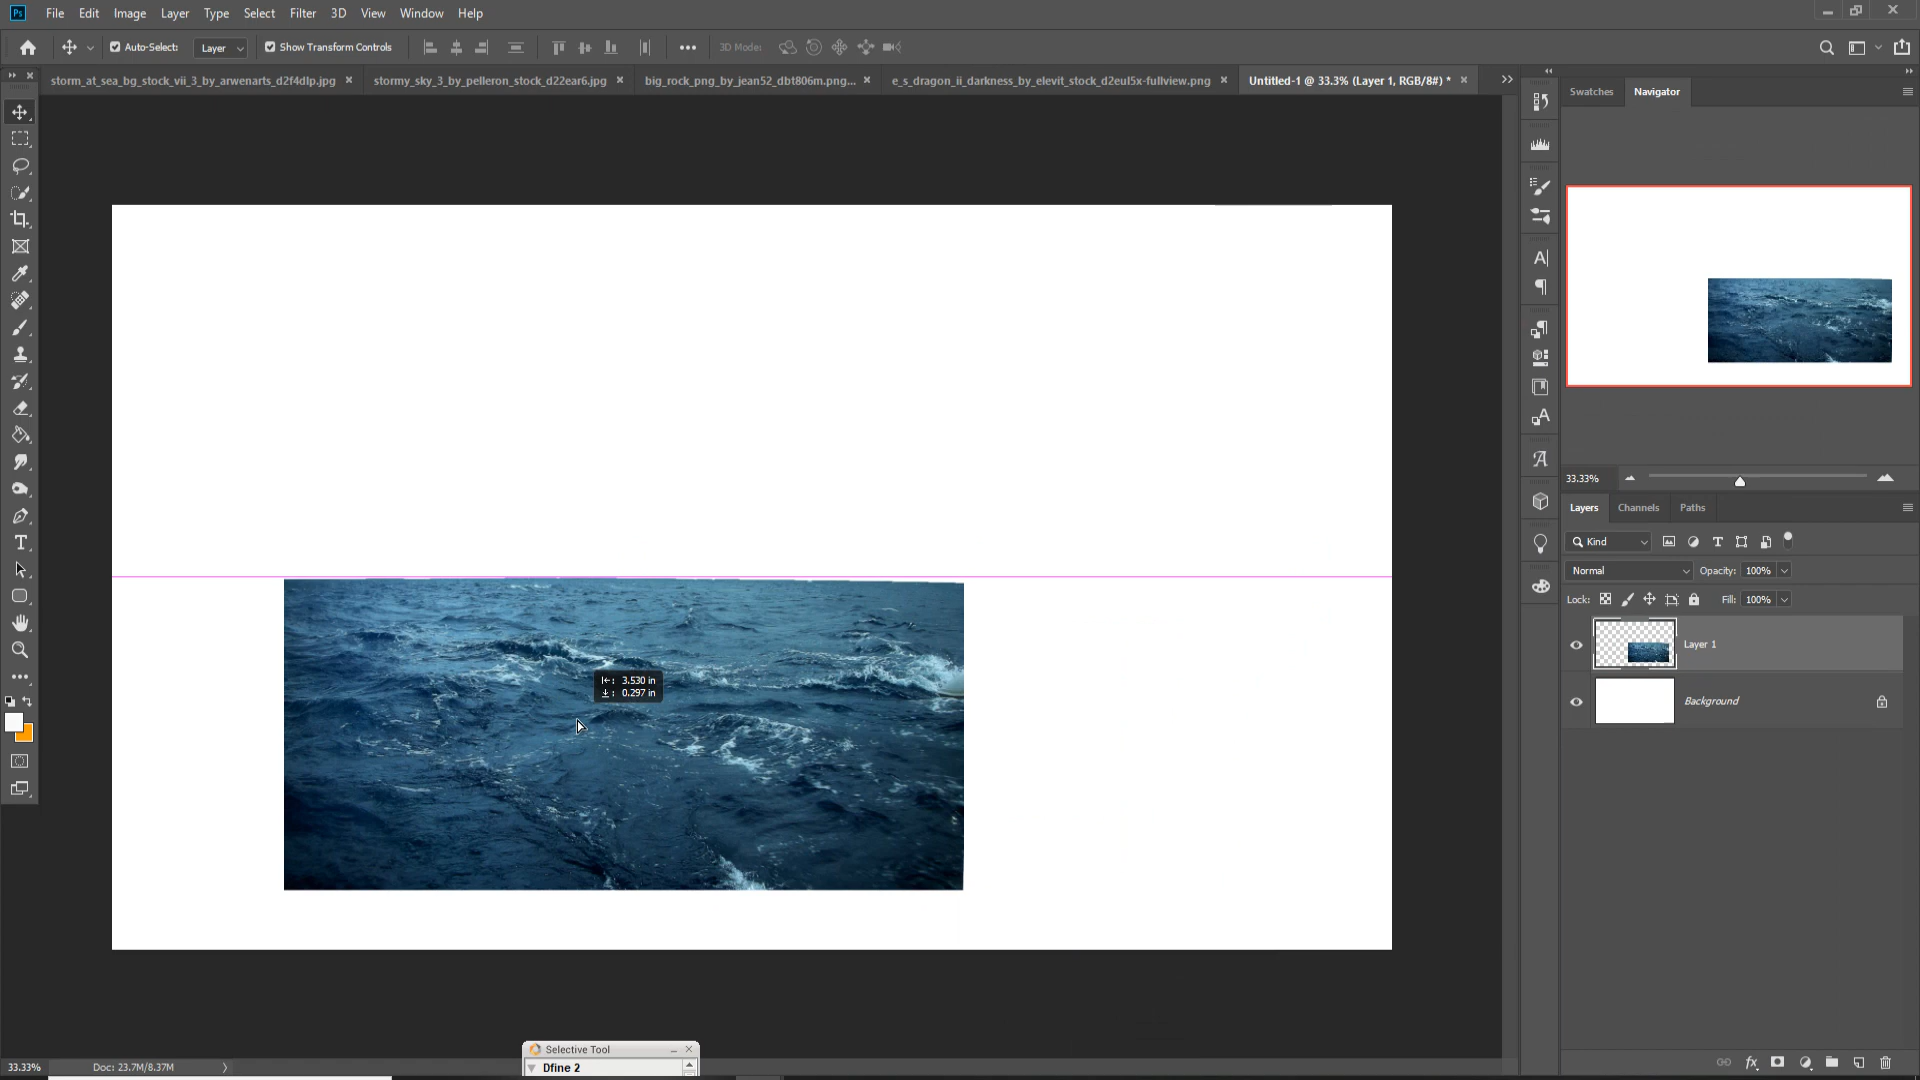 Ps File Edit Image Layer Type Select Filter 3D View Window Help
Auto-Select: Layer Show Transform Controls 3D Mode:
storm_at_sea_bg_stock_vii_3_by_arwenarts_d2f4dlp.jpg stormy_sky_3_by_pelleron_stock_d22ear6.jpg big_rock_png_by_jean52_dbt806m.png... e_s_dragon_ii_darkness_by_elevit_stock_d2eul5x-fullview.png Untitled-1 @ 33.3% (Layer 1, RGB/8#) *
Swatches Navigator
33.33%
Layers Channels Paths
Kind
Normal Opacity: 100%
Lock: Fill: 100%
Layer 1
Background
3.530 in
0.297 in
Selective Tool
Dfine 2
33.33% Doc: 23.7M/8.37M